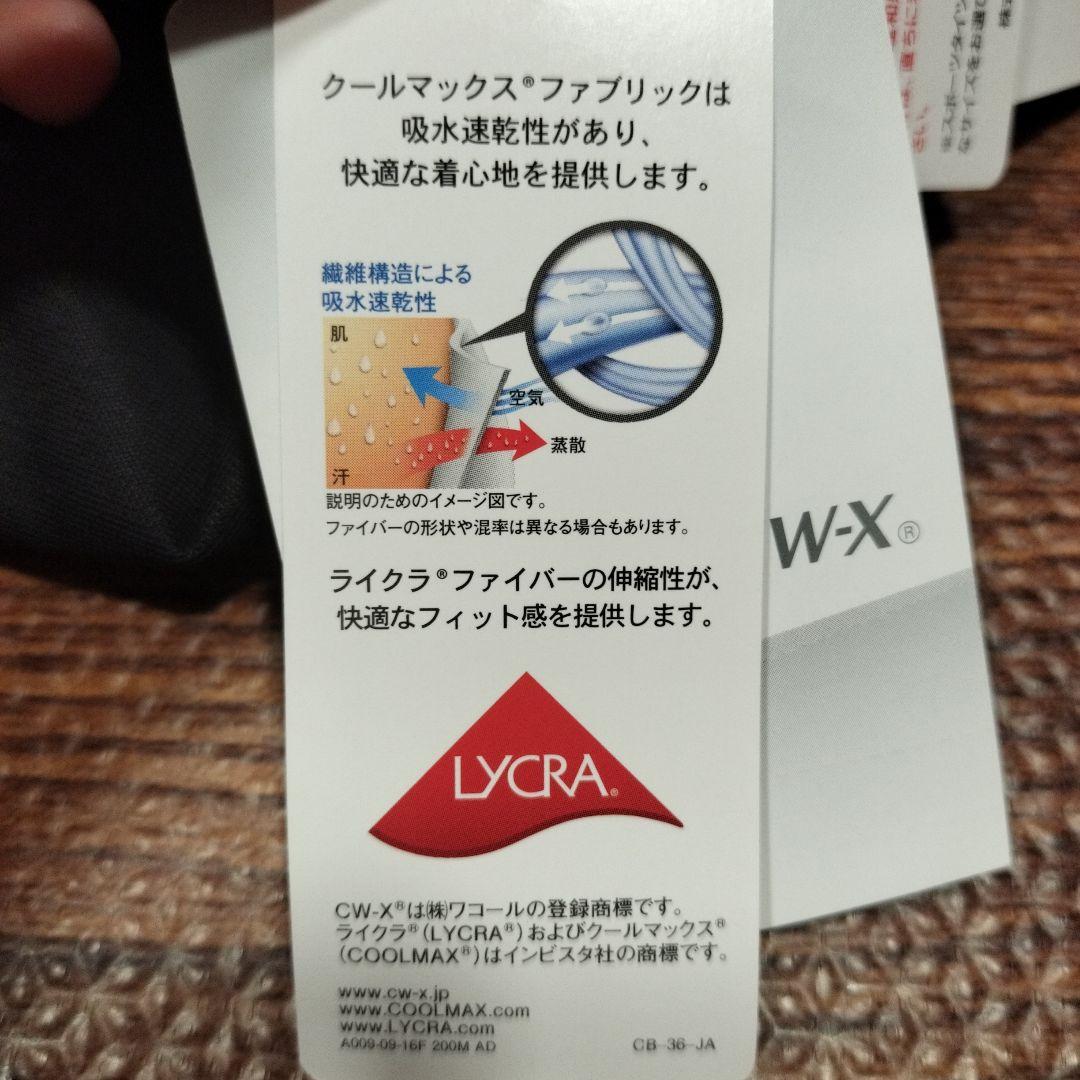 クールマックス®ファブリックは
吸水速乾性があり、
快適な着心地を提供します。
繊維構造による
吸水速乾性
肌
空気
蒸散
汗
説明のためのイメージ図です。
ファイバーの形状や混率は異なる場合もあります。
ライクラ®ファイバーの伸縮性が、
快適なフィット感を提供します。
LYCRA®
CW-X®は㈱ワコールの登録商標です。
ライクラ®(LYCRA®)およびクールマックス®
(COOLMAX®)はインビスタ社の商標です。
www.cw-x.jp
www.COOLMAX.com
www.LYCRA.com
A009-09-16F 200M AD CB-36-JA
W-X®